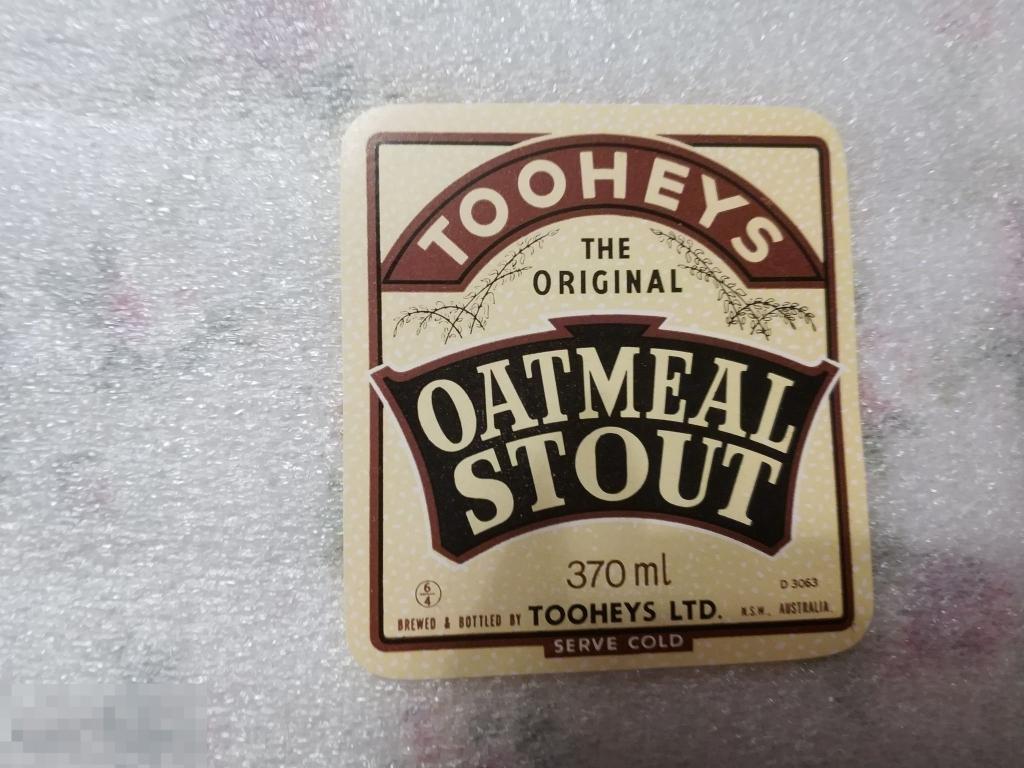 TOOHEYS
THE
ORIGINAL
OATMEAL
STOUT
370 ml
D 3063
6
4
BREWED & BOTTLED BY TOOHEYS LTD. N.S.W., AUSTRALIA.
SERVE COLD